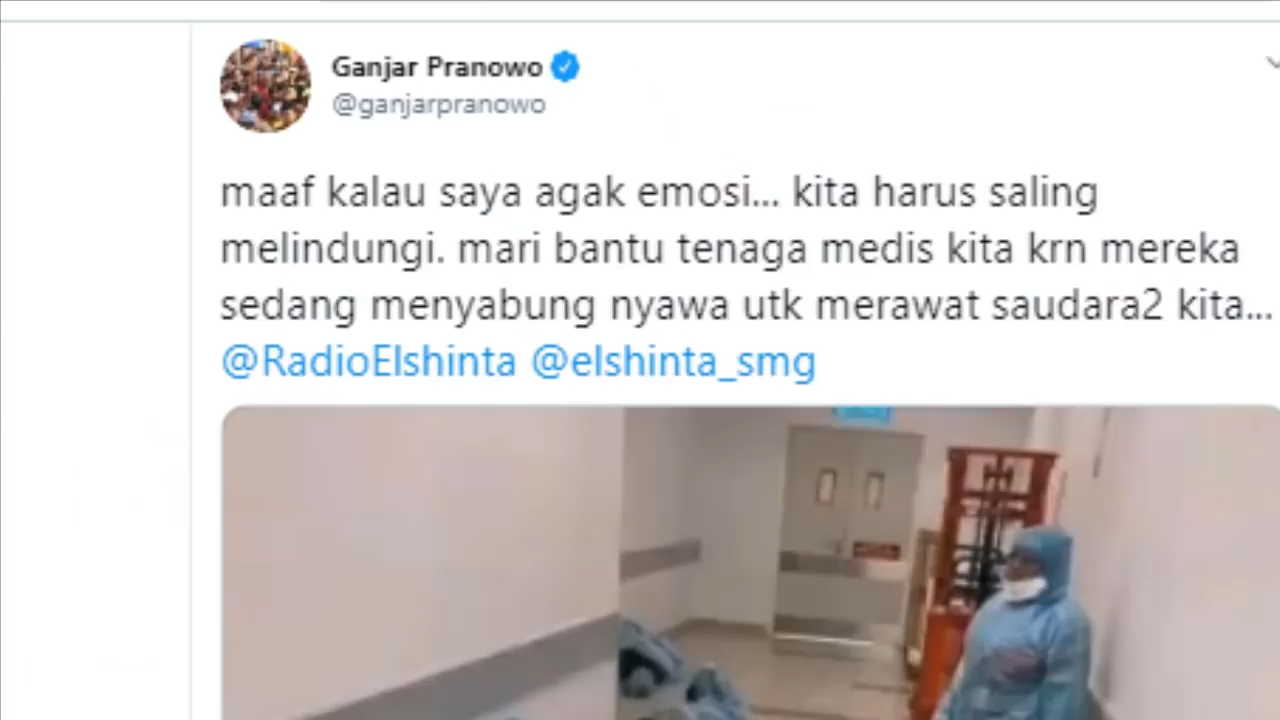 Ganjar Pranowo
@ganjarpranowo
maaf kalau saya agak emosi... kita harus saling
melindungi. mari bantu tenaga medis kita krn mereka
sedang menyabung nyawa utk merawat saudara2 kita...
@RadioElshinta @elshinta_smg